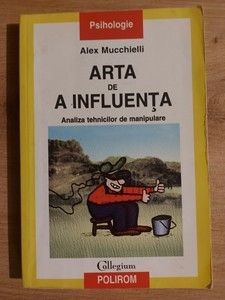 Psihologie
Alex Mucchielli
ARTA
DE
A INFLUENȚA
Analiza tehnicilor de manipulare
Collegium
POLIROM